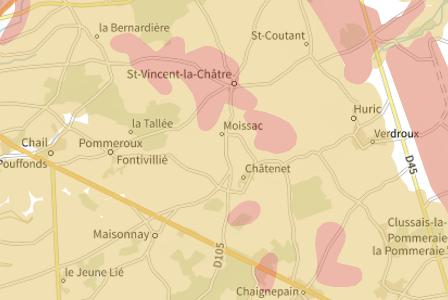 la Bernardière
St-Coutant
St-Vincent-la-Châtre
Huric
la Tallée
Moissac
Verdroux
Chail
Pommeroux
Pouffonds
Fontivillié
D45
Châtenet
Clussais-la-
Pommeraie
la Pommeraie
Maisonnay
D105
le Jeune Lié
Chaignepain